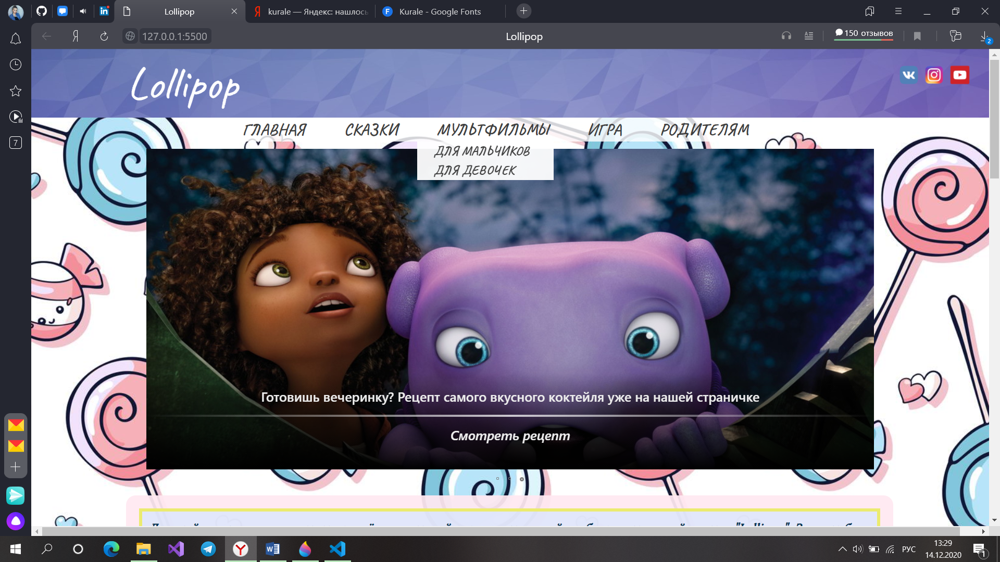 Lollipop
kurale — Яндекс: нашлось
Kurale - Google Fonts
127.0.0.1:5500
Lollipop
150 отзывов
2
7
Lollipop
ГЛАВНАЯ СКАЗКИ МУЛЬТФИЛЬМЫ ИГРА РОДИТЕЛЯМ
ДЛЯ МАЛЬЧИКОВ
ДЛЯ ДЕВОЧЕК
Готовишь вечеринку? Рецепт самого вкусного коктейля уже на нашей страничке
Смотреть рецепт
РУС
13:29
14.12.2020
1